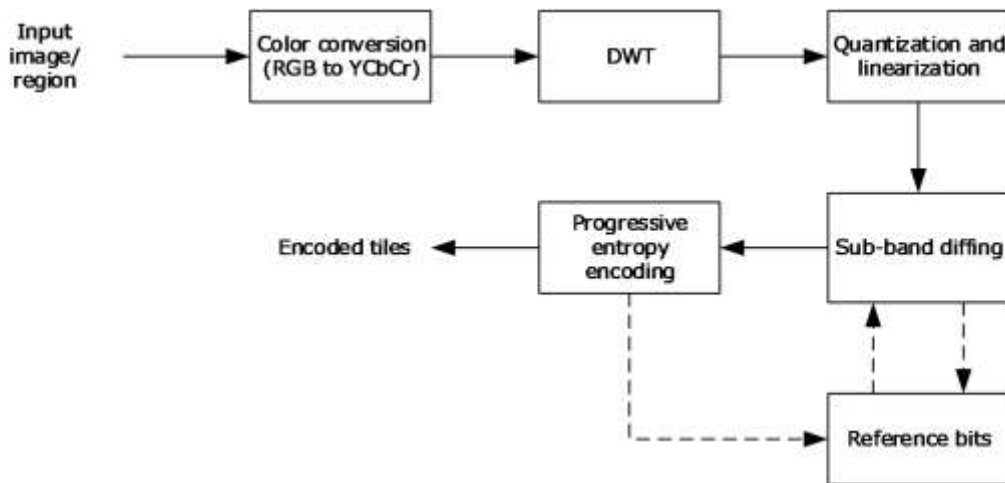 Input
image/
region
Color conversion
(RGB to YCbCr)
DWT
Quantization and
linearization
Encoded tiles
Progressive
entropy
encoding
Sub-band diffing
Reference bits